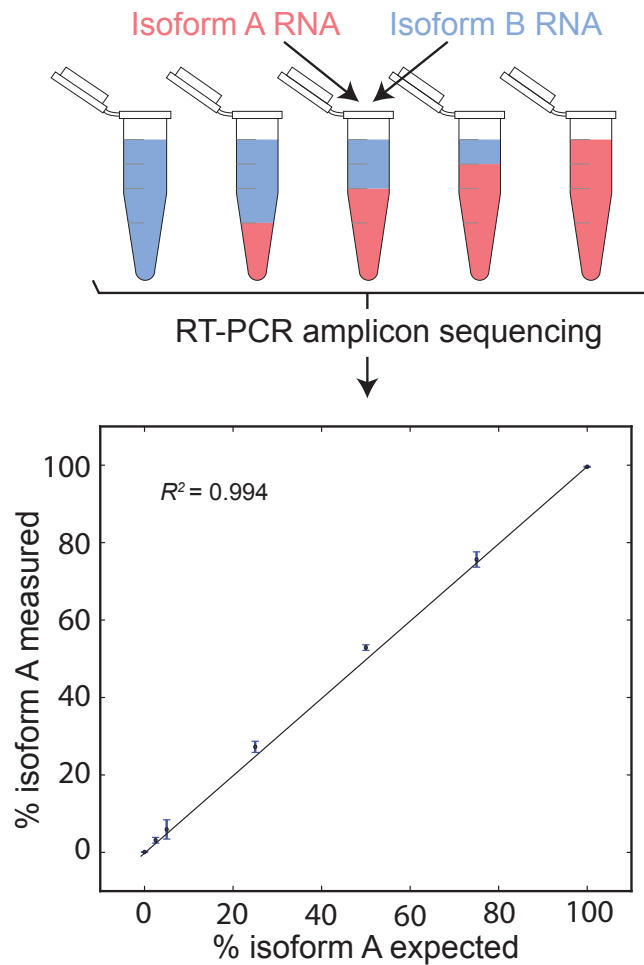 Isoform A RNA Isoform B RNA
RT-PCR amplicon sequencing
R² = 0.994
100
80
60
40
20
0
% isoform A measured
0 20 40 60 80 100
% isoform A expected